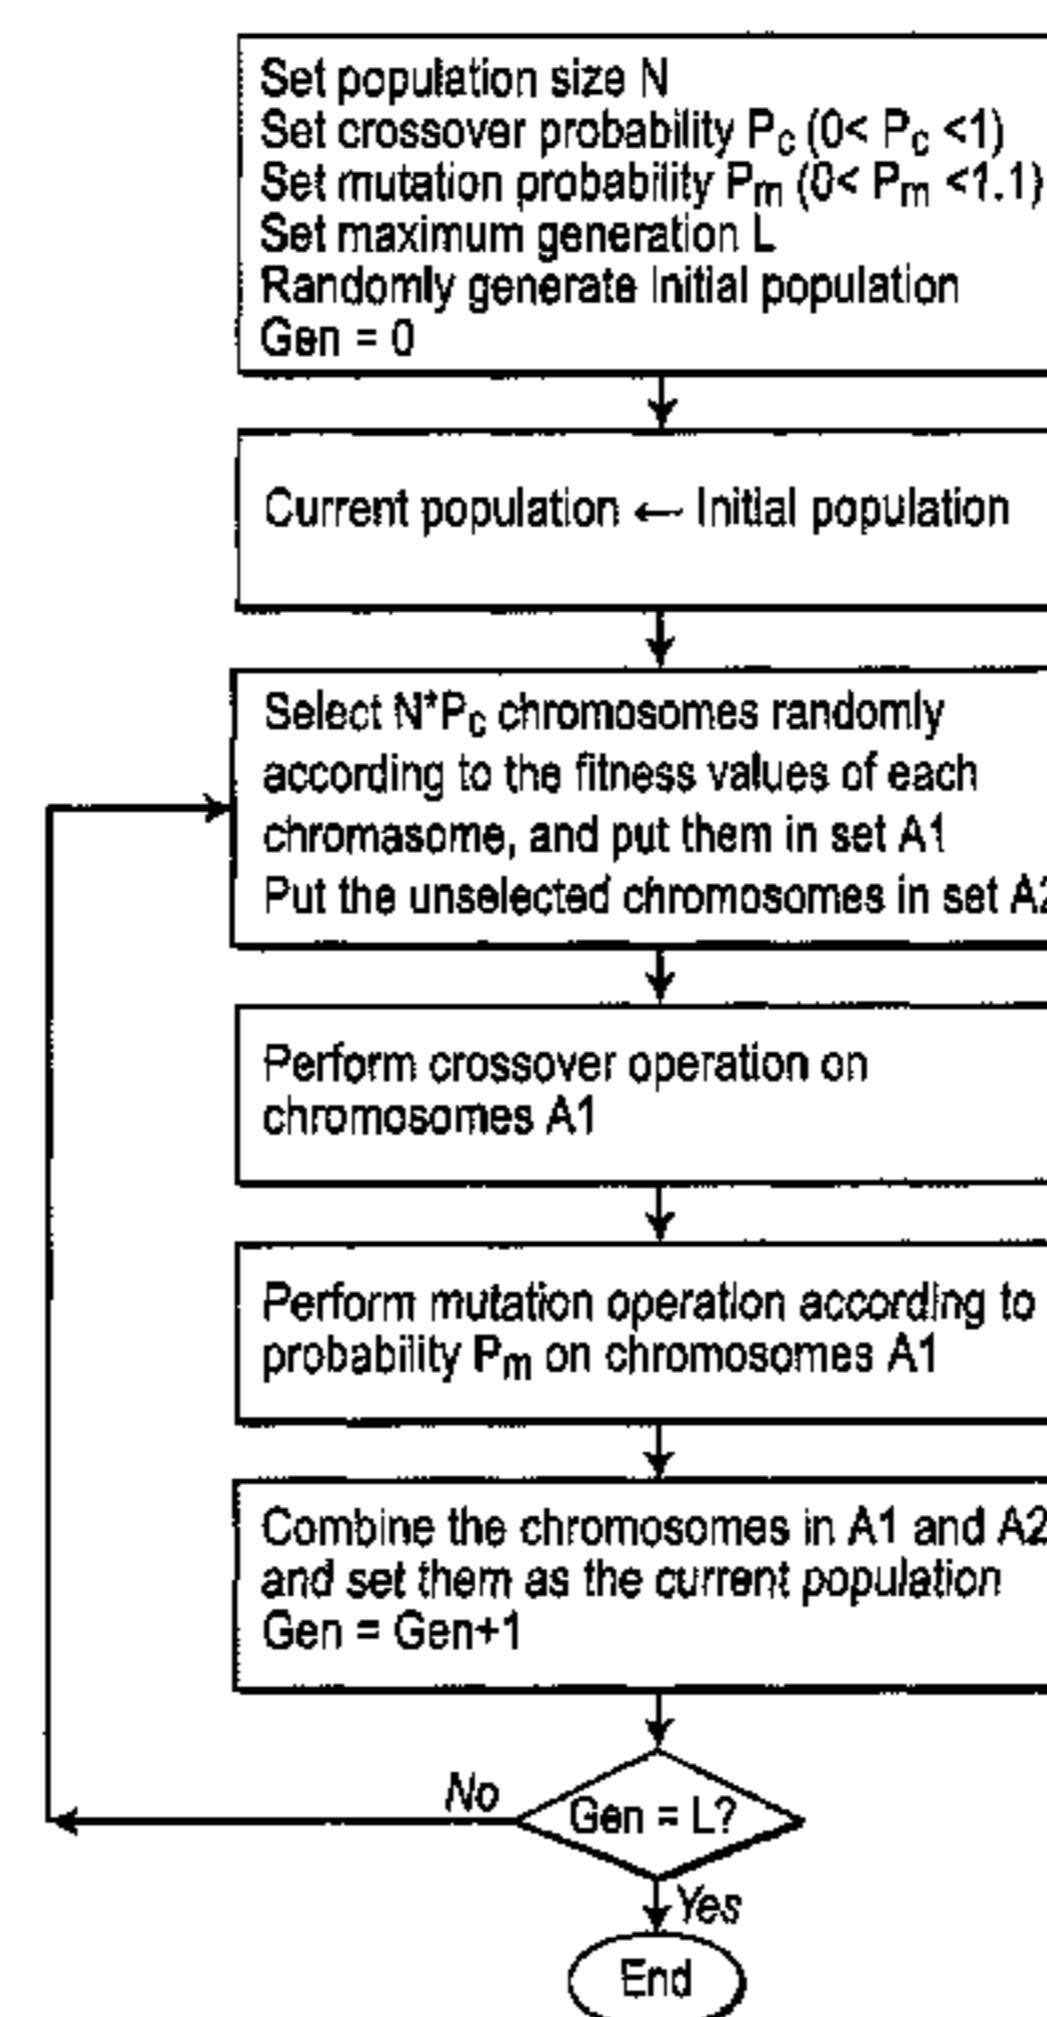 Set population size N
Set crossover probability Pc (0< Pc <1)
Set mutation probability Pm (0< Pm <1.1)
Set maximum generation L
Randomly generate Initial population
Gen = 0
Current population ← Initial population
Select N*Pc chromosomes randomly
according to the fitness values of each
chromasome, and put them in set A1
Put the unselected chromosomes in set A2
Perform crossover operation on
chromosomes A1
Perform mutation operation according to
probability Pm on chromosomes A1
Combine the chromosomes in A1 and A2
and set them as the current population
Gen = Gen+1
No
Gen = L?
Yes
End